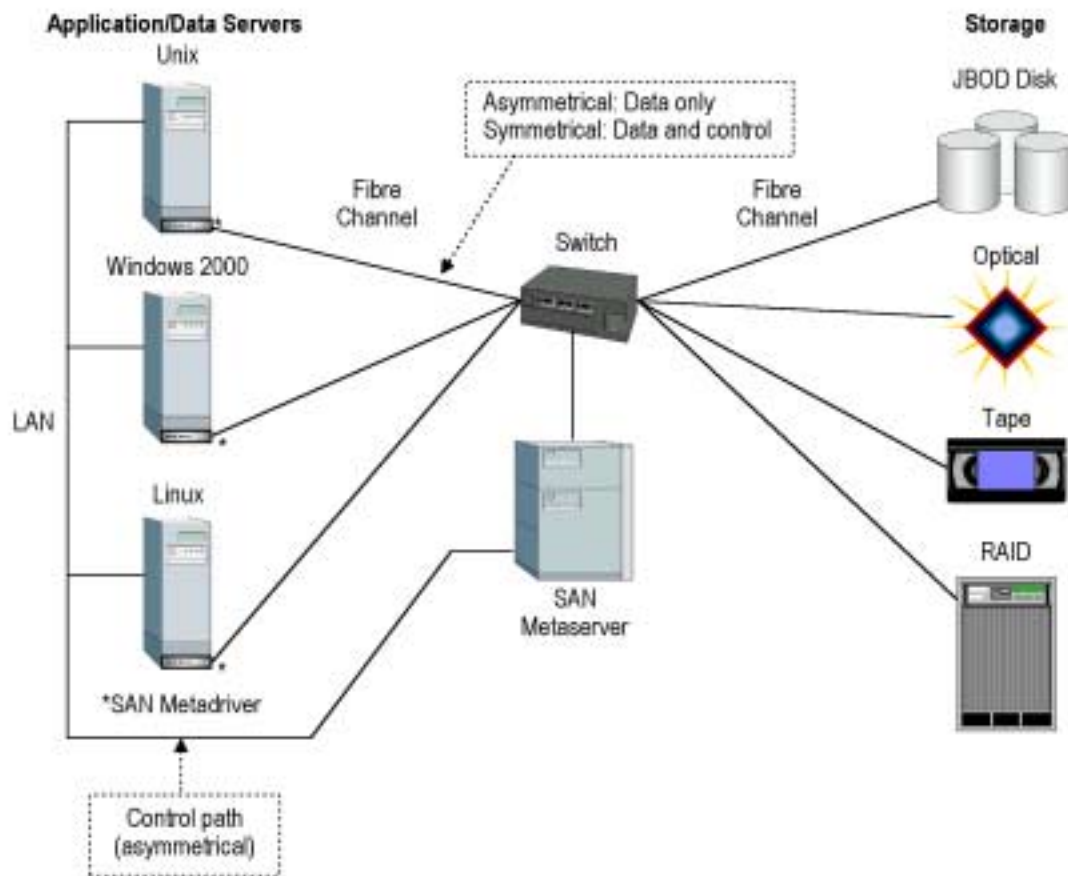 Application/Data Servers
Unix
Storage
JBOD Disk
Asymmetrical: Data only
Symmetrical: Data and control
Fibre
Channel
Fibre
Channel
Switch
*
Windows 2000
Optical
LAN
*
Tape
Linux
RAID
SAN
Metaserver
*
*SAN Metadriver
Control path
(asymmetrical)